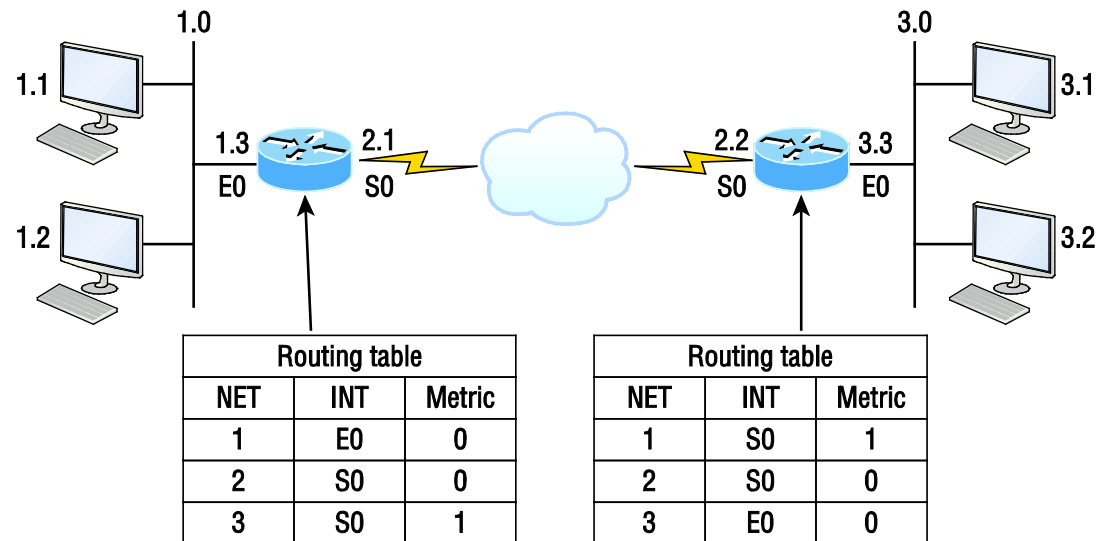 1.0
3.0
1.1
3.1
1.3
2.1
2.2
3.3
E0
S0
S0
E0
1.2
3.2
Routing table
NET INT Metric
1 E0 0
2 S0 0
3 S0 1
Routing table
NET INT Metric
1 S0 1
2 S0 0
3 E0 0